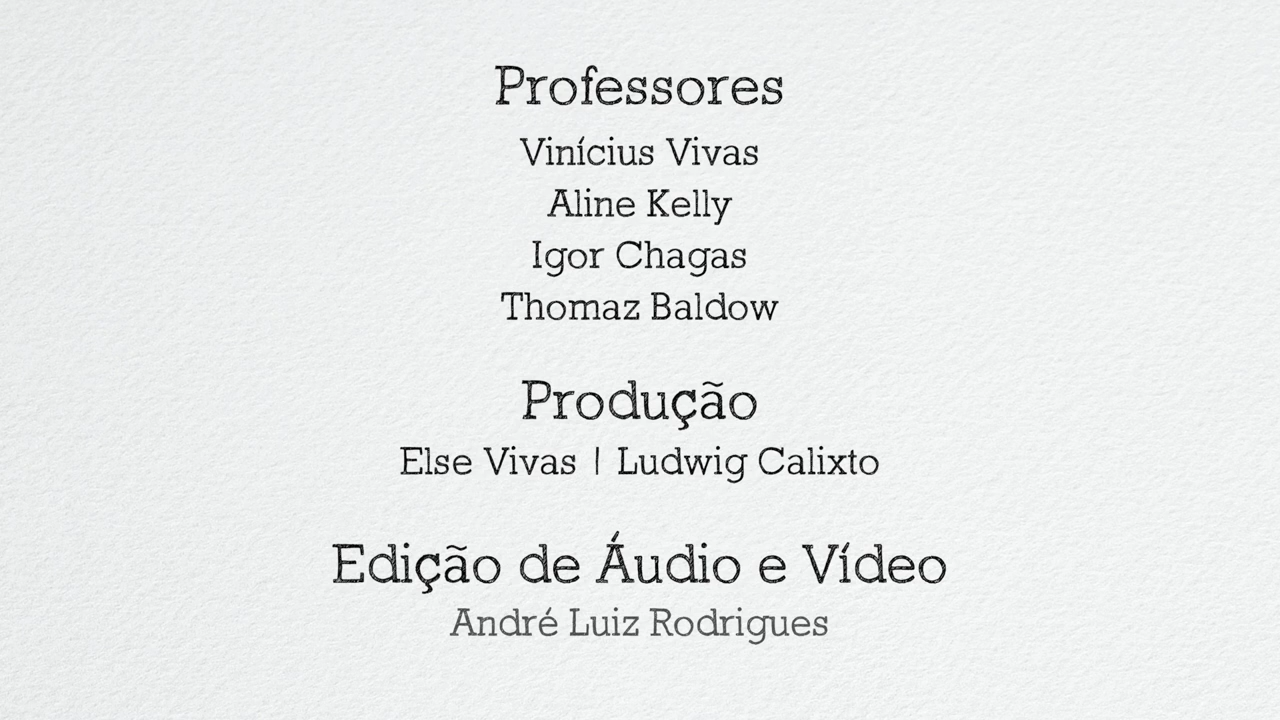 Professores
Vinícius Vivas
Aline Kelly
Igor Chagas
Thomaz Baldow
Produção
Else Vivas | Ludwig Calixto
Edição de Áudio e Vídeo
André Luiz Rodrigues